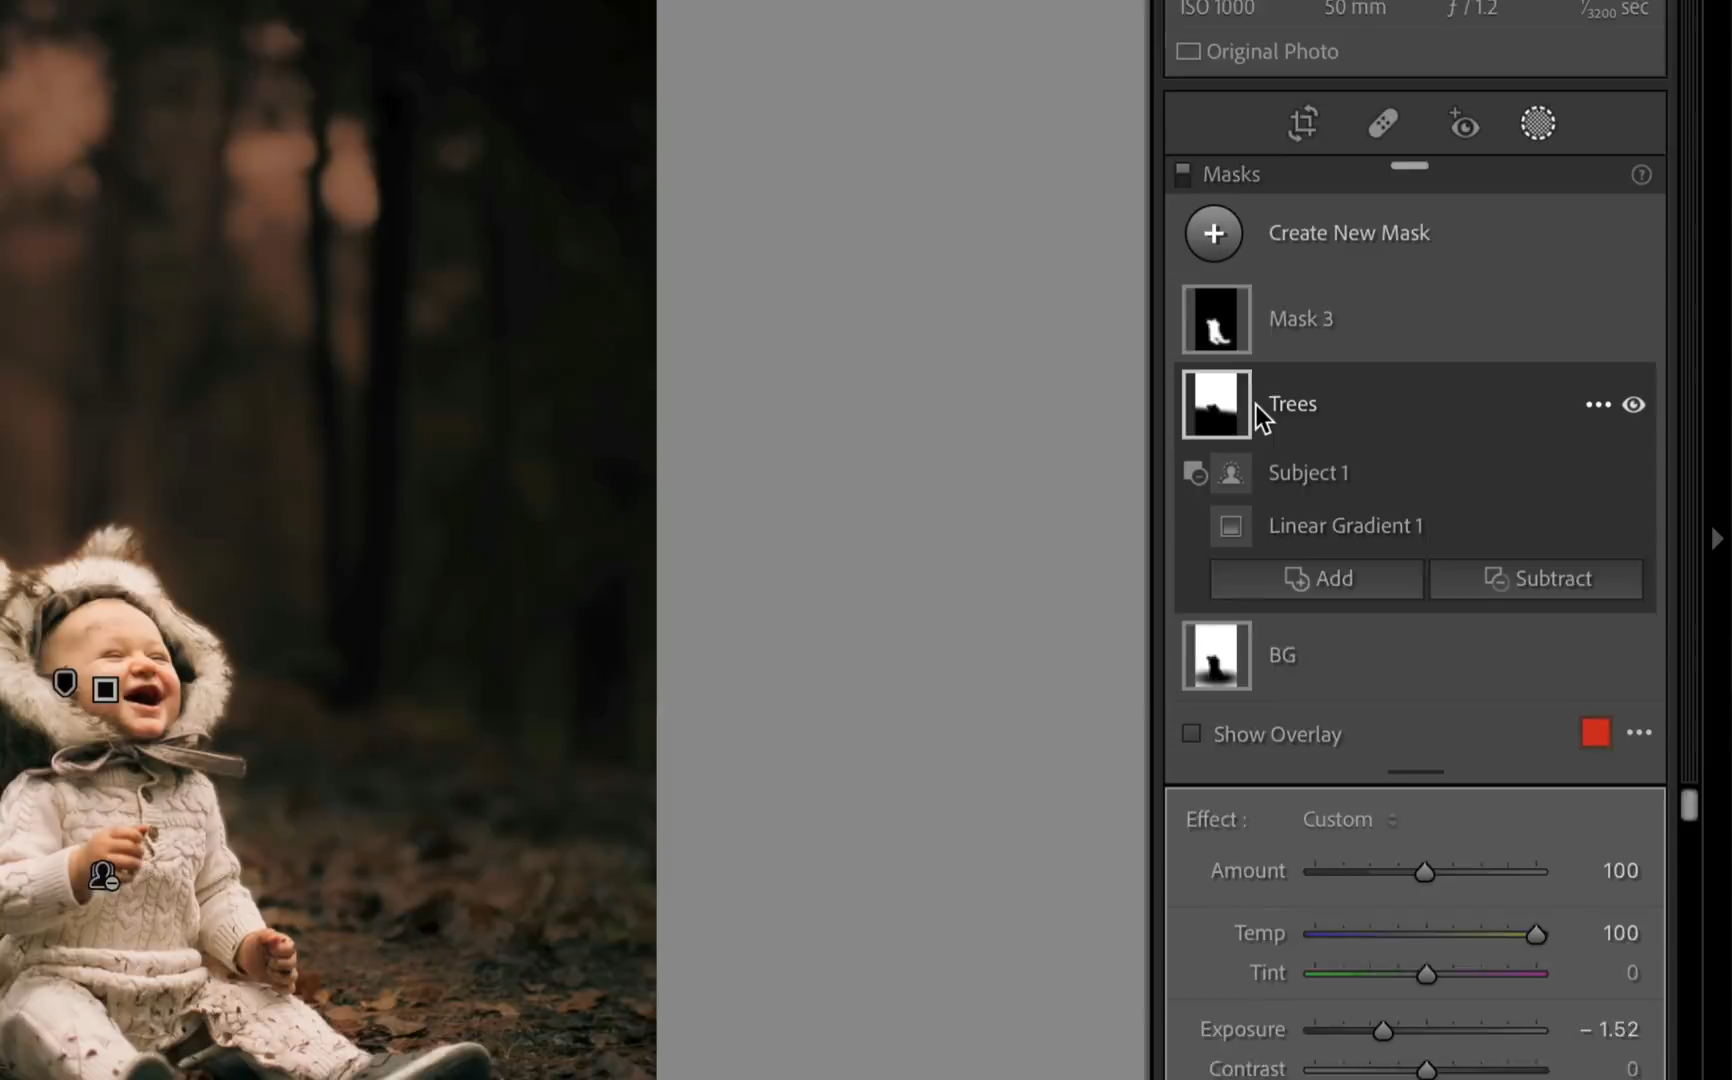 ISO 1000 50 mm ƒ / 1.2 1/3200 sec
Original Photo
Masks
Create New Mask
Mask 3
Trees
Subject 1
Linear Gradient 1
Add Subtract
BG
Show Overlay
Effect : Custom
Amount 100
Temp 100
Tint 0
Exposure – 1.52
Contrast 0